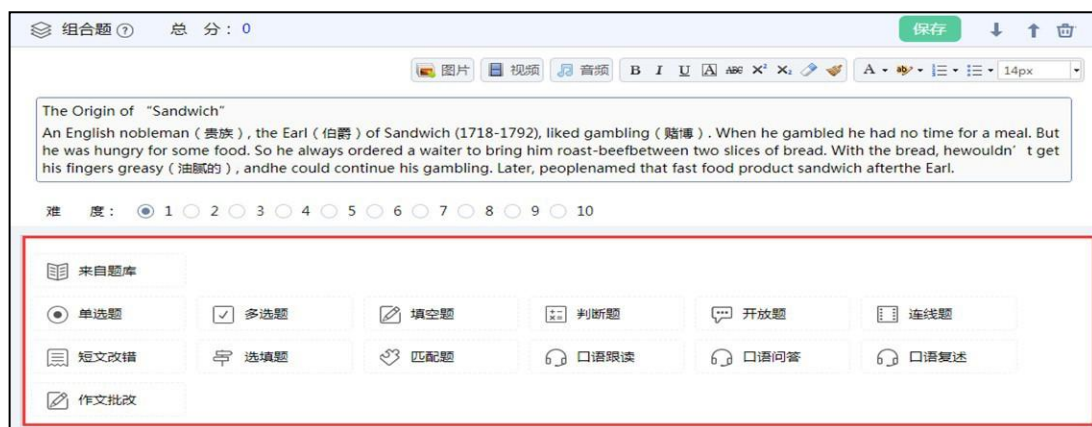 组合题 ? 总 分：0 保存
图片 视频 音频 B I U A ABC X² X₂ A ab 14px
The Origin of “Sandwich”
An English nobleman（贵族）, the Earl（伯爵）of Sandwich (1718-1792), liked gambling（赌博）. When he gambled he had no time for a meal. But
he was hungry for some food. So he always ordered a waiter to bring him roast-beefbetween two slices of bread. With the bread, hewouldn’t get
his fingers greasy（油腻的）, andhe could continue his gambling. Later, peoplenamed that fast food product sandwich afterthe Earl.
难 度： 1 2 3 4 5 6 7 8 9 10
来自题库
单选题 多选题 填空题 判断题 开放题 连线题
短文改错 选填题 匹配题 口语跟读 口语问答 口语复述
作文批改